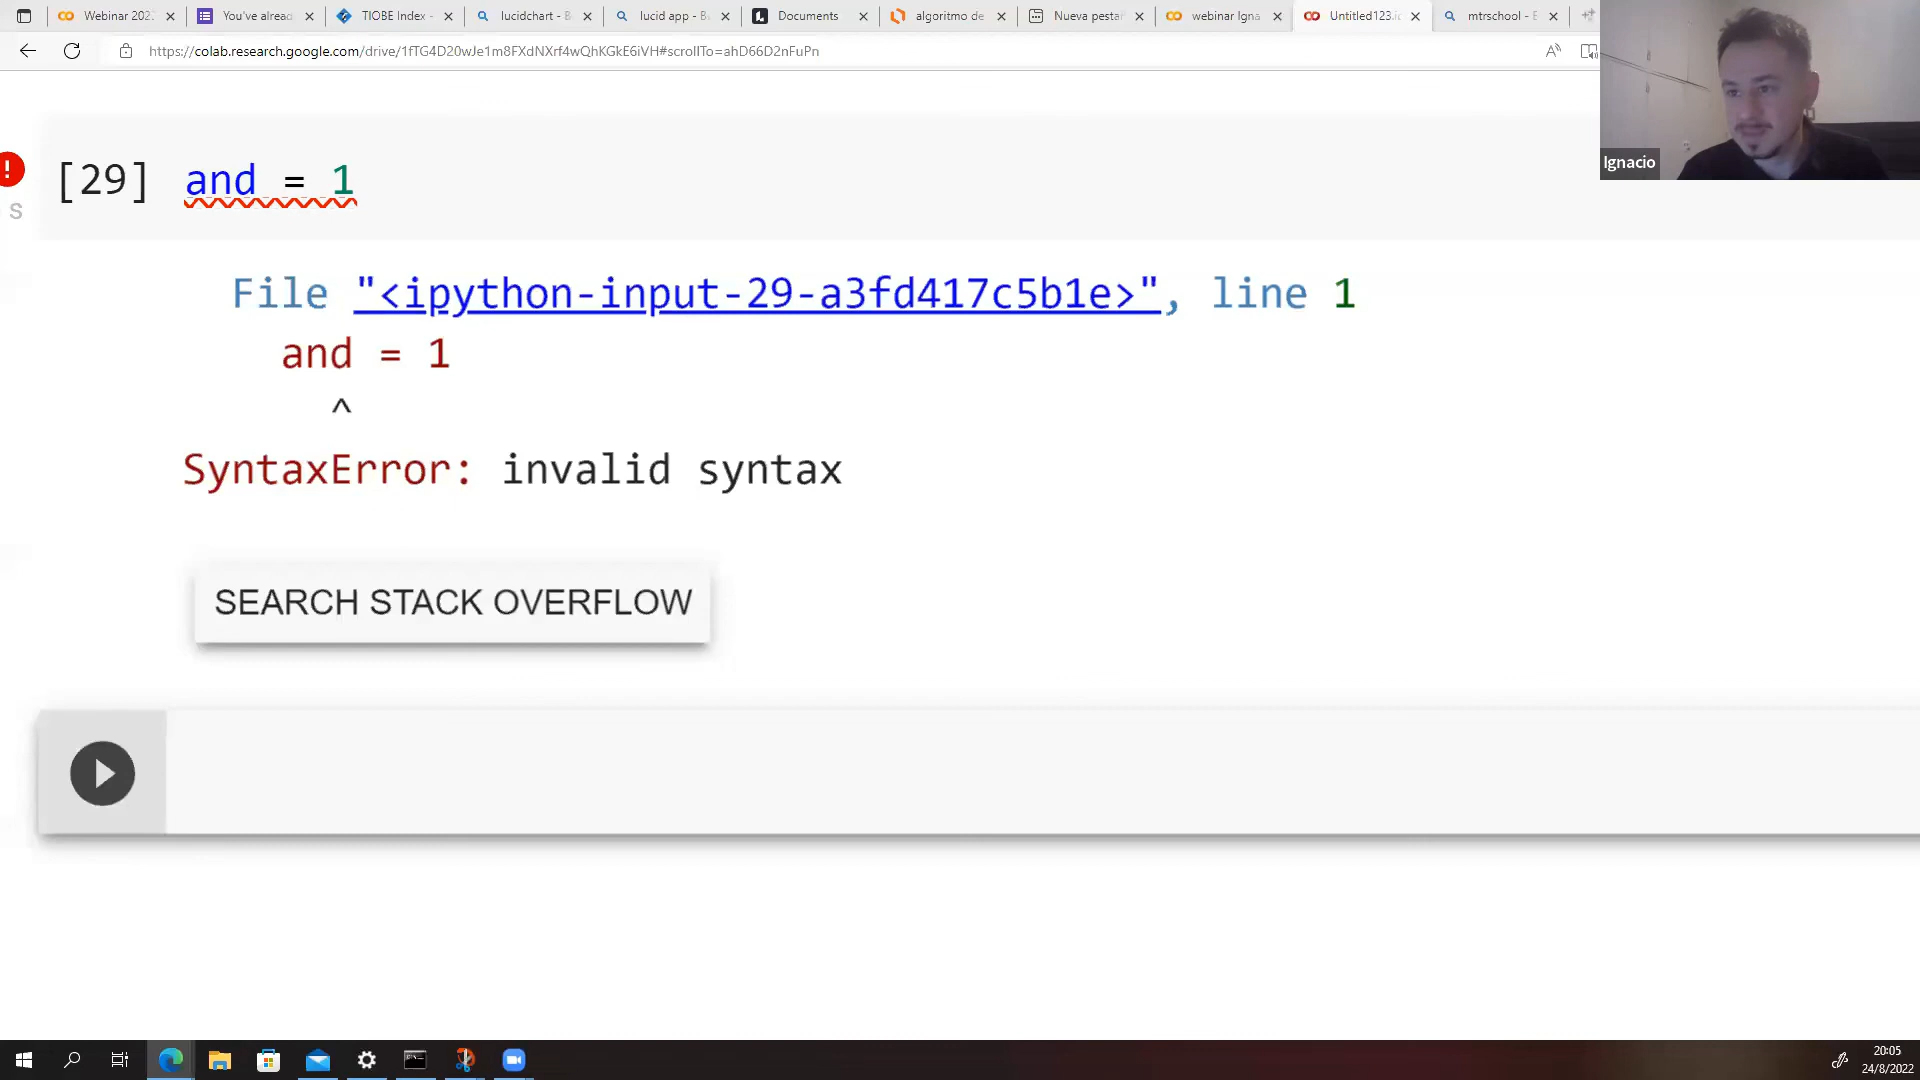 Webinar 202
You've alread
TIOBE Index -
lucidchart - B
lucid app - B
Documents
algoritmo de
Nueva pesta
webinar Igna
Untitled123.i
mtrschool - E
https://colab.research.google.com/drive/1fTG4D20wJe1m8FXdNXrf4wQhKGkE6iVH#scrollTo=ahD66D2nFuPn
Ignacio
[29] and = 1
s
File "<ipython-input-29-a3fd417c5b1e>", line 1
and = 1
^
SyntaxError: invalid syntax
SEARCH STACK OVERFLOW
20:05
24/8/2022